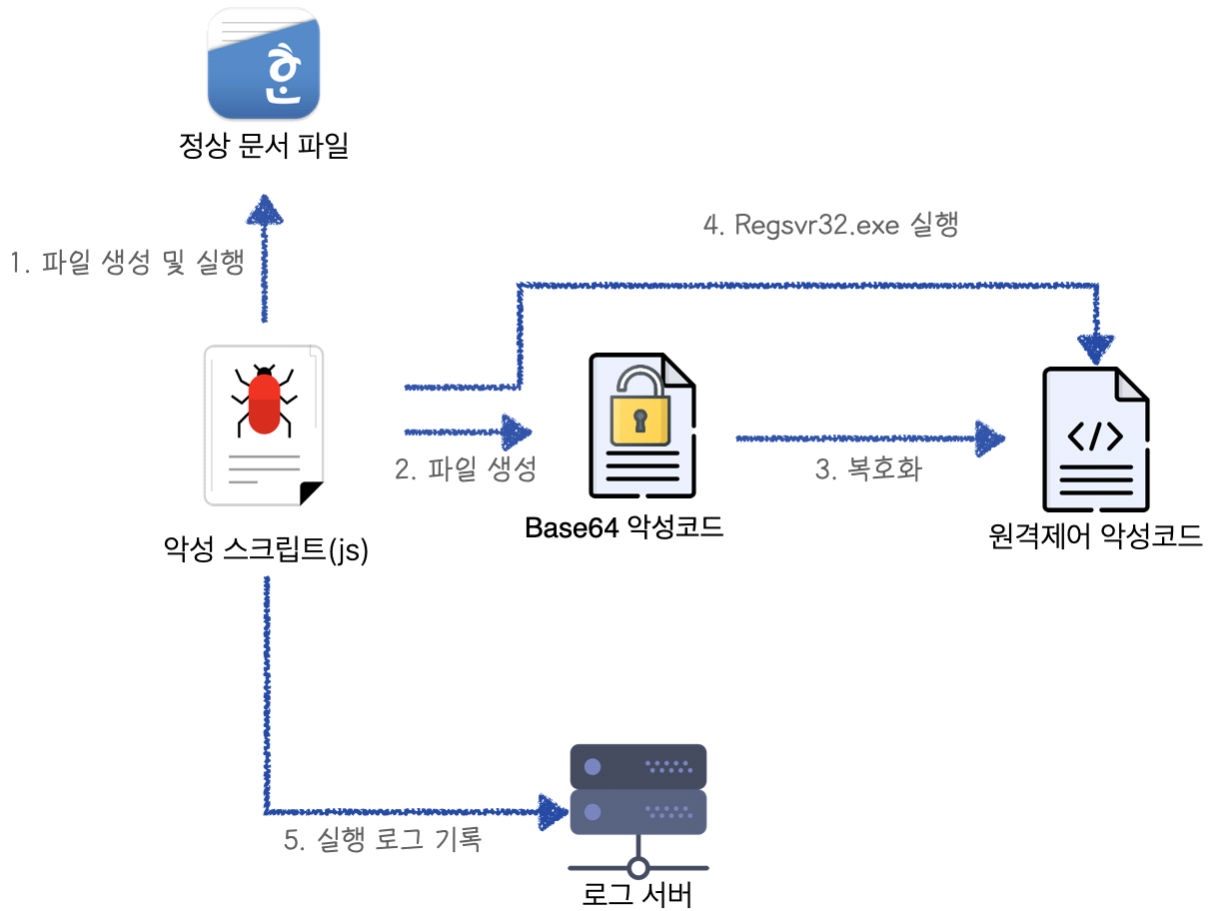 정상 문서 파일
4. Regsvr32.exe 실행
1. 파일 생성 및 실행
2. 파일 생성
3. 복호화
Base64 악성코드
원격제어 악성코드
악성 스크립트(js)
5. 실행 로그 기록
로그 서버